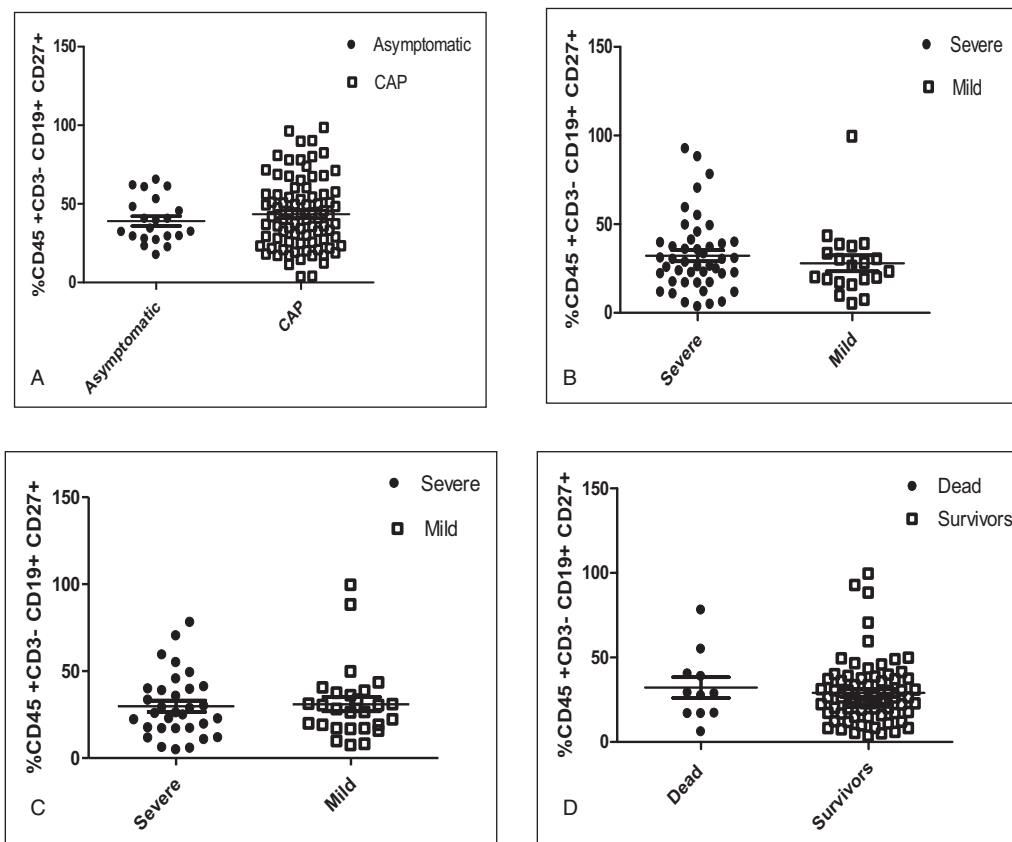 %CD45 +CD3- CD19+ CD27+
150
100
50
0
Asymptomatic
CAP
Asymptomatic
CAP
A
%CD45 +CD3- CD19+ CD27+
150
100
50
0
Severe
Mild
Severe
Mild
B
%CD45 +CD3- CD19+ CD27+
150
100
50
0
Severe
Mild
Severe
Mild
C
%CD45 +CD3- CD19+ CD27+
150
100
50
0
Dead
Survivors
Dead
Survivors
D